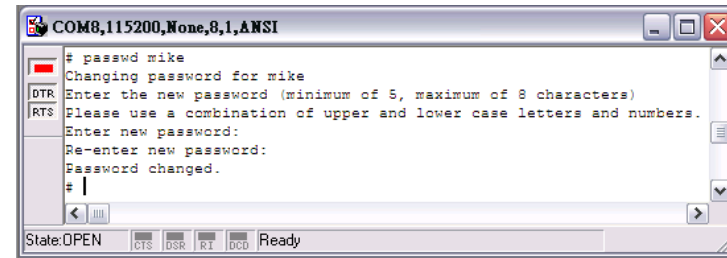 COM8,115200,None,8,1,ANSI
# passwd mike
Changing password for mike
DTR
Enter the new password (minimum of 5, maximum of 8 characters)
RTS
Please use a combination of upper and lower case letters and numbers.
Enter new password:
Re-enter new password:
Password changed.
#
State:OPEN CTS DSR RI DCD Ready